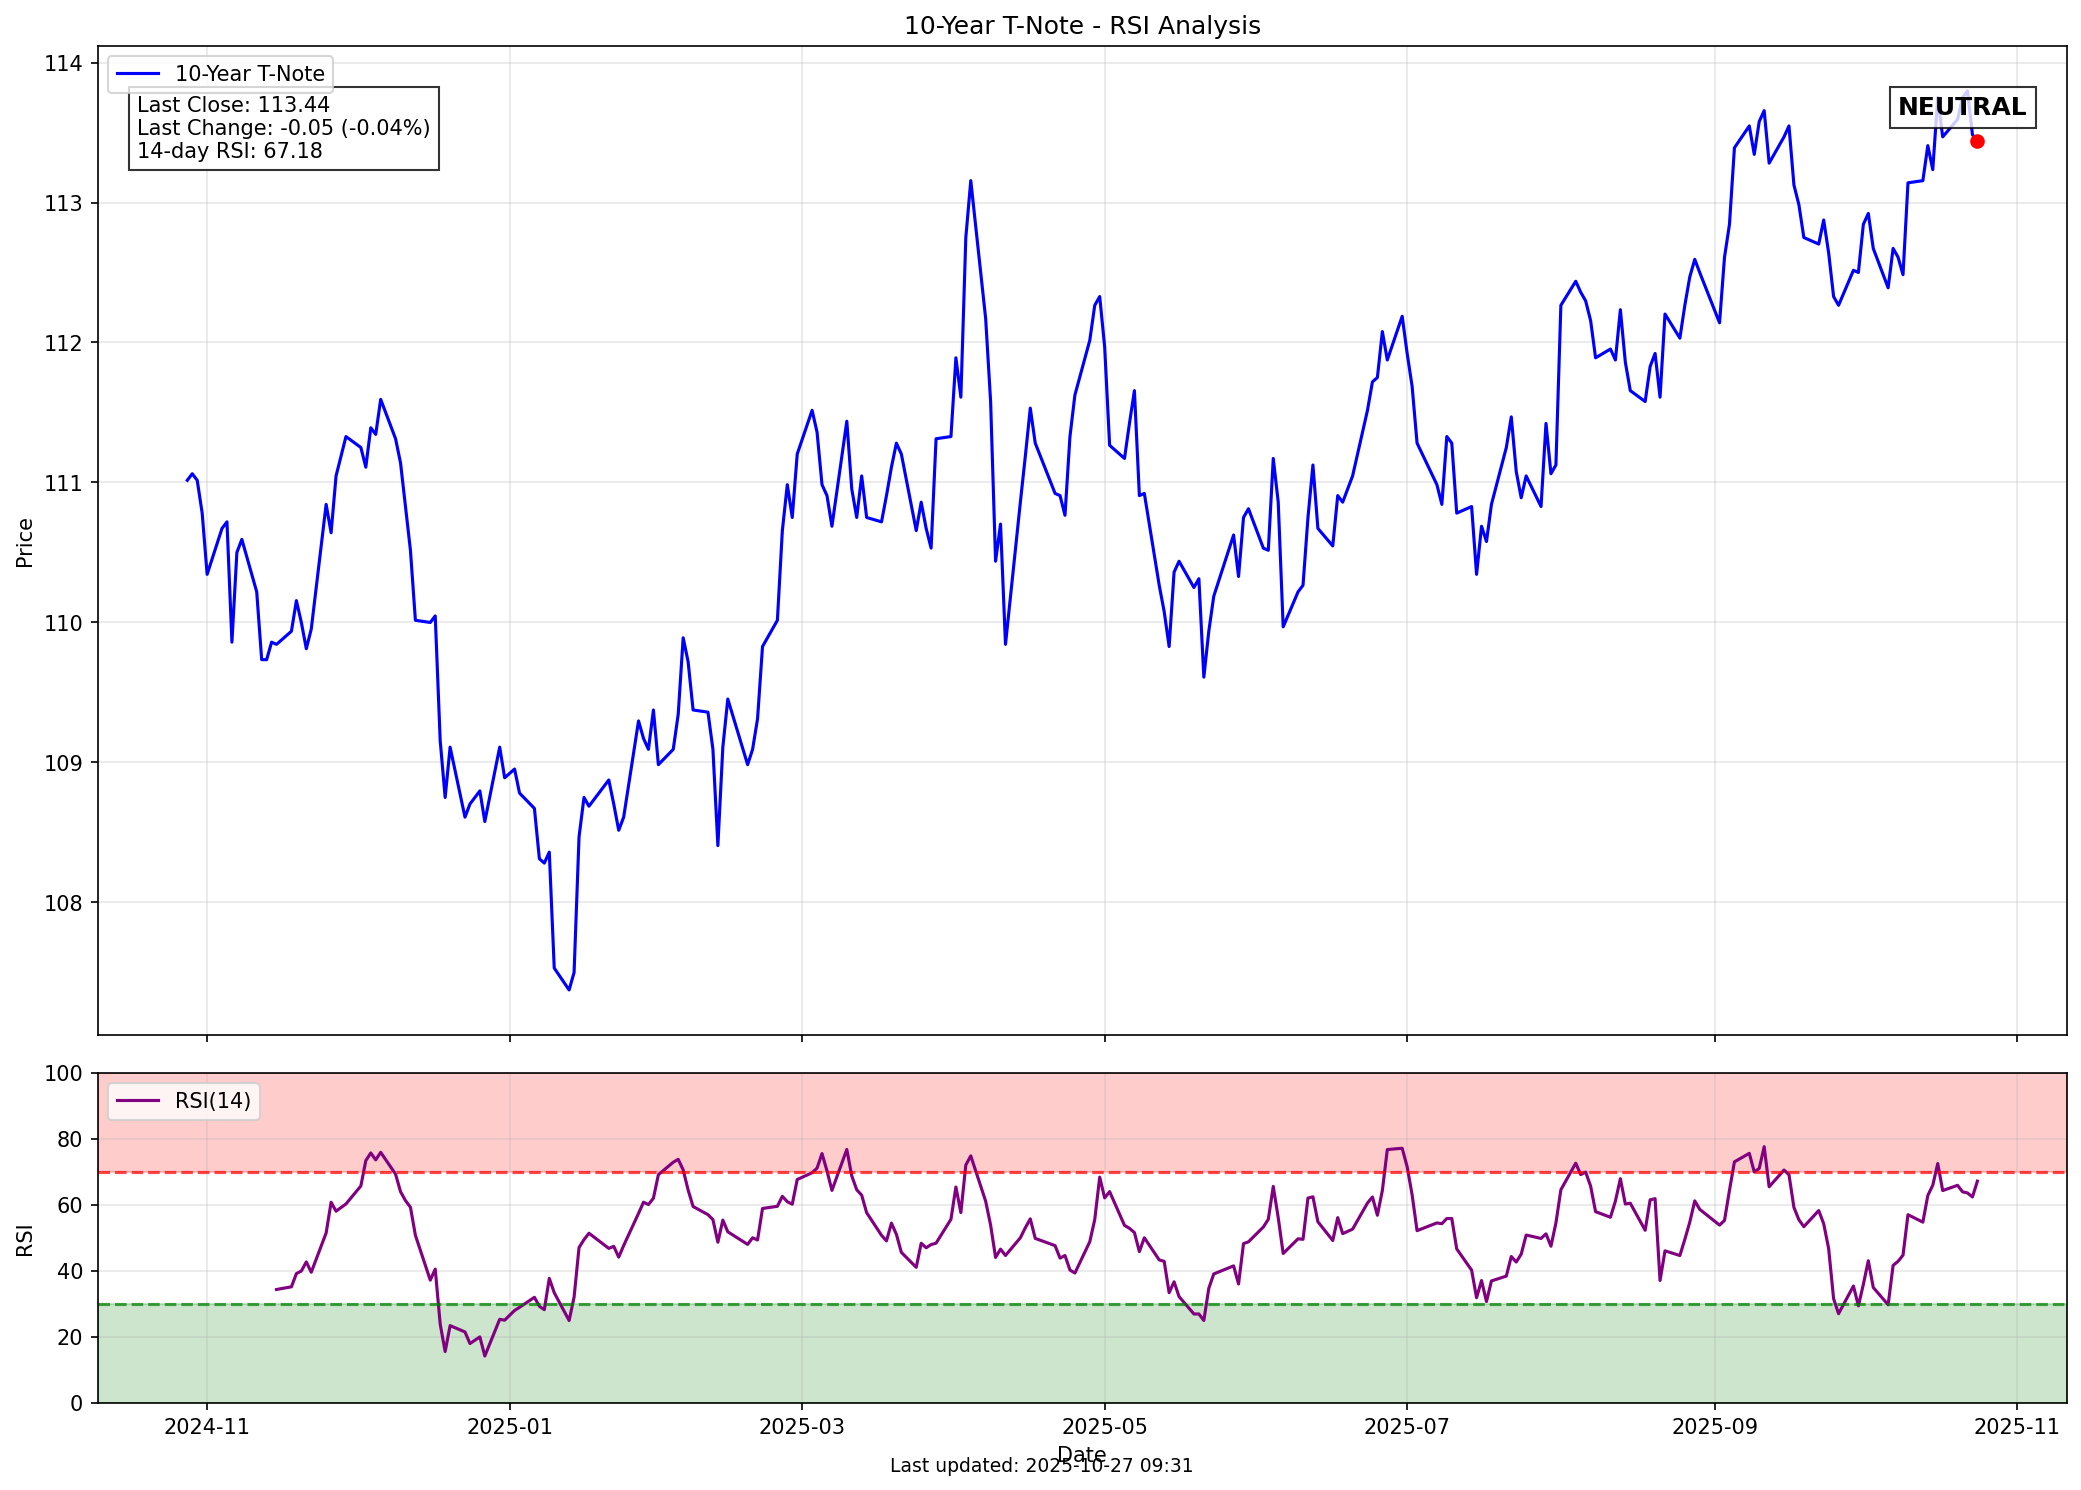 10-Year T-Note - RSI Analysis
114
113
112
111
110
109
108
Price
10-Year T-Note
Last Close: 113.44
Last Change: -0.05 (-0.04%)
14-day RSI: 67.18
NEUTRAL
100
80
60
40
20
0
RSI
RSI(14)
2024-11
2025-01
2025-03
2025-05
2025-07
2025-09
2025-11
Date
Last updated: 2025-10-27 09:31